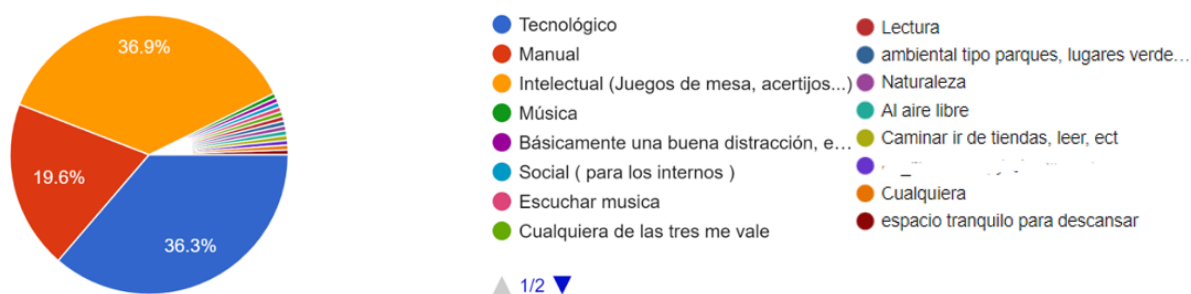 36.9%
19.6%
36.3%
Tecnológico
Manual
Intelectual (Juegos de mesa, acertijos...)
Música
Básicamente una buena distracción, e...
Social ( para los internos )
Escuchar musica
Cualquiera de las tres me vale
1/2
Lectura
ambiental tipo parques, lugares verde...
Naturaleza
Al aire libre
Caminar ir de tiendas, leer, ect
Cualquiera
espacio tranquilo para descansar